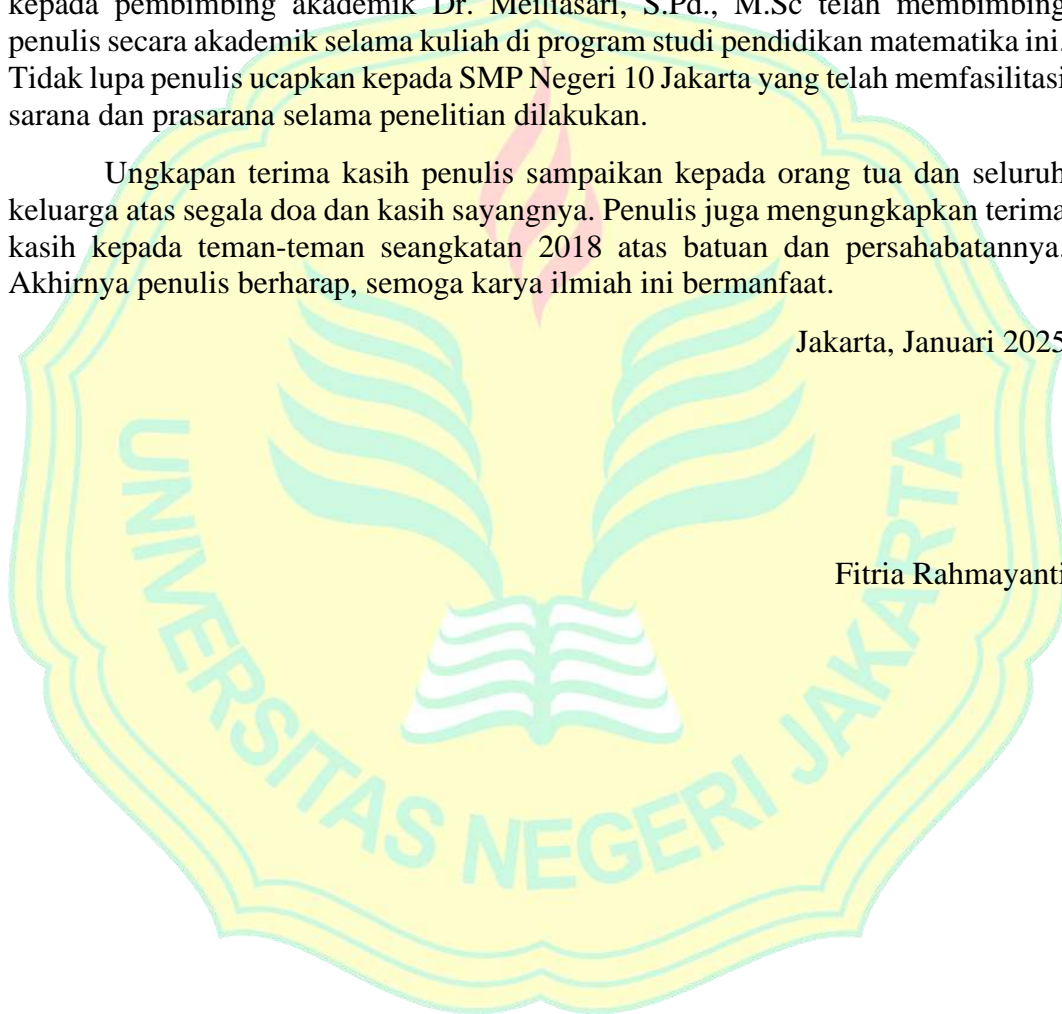 kepada pembimbing akademik Dr. Meiliasari, S.Pd., M.Sc telah membimbing
penulis secara akademik selama kuliah di program studi pendidikan matematika ini.
Tidak lupa penulis ucapkan kepada SMP Negeri 10 Jakarta yang telah memfasilitasi
sarana dan prasarana selama penelitian dilakukan.
Ungkapan terima kasih penulis sampaikan kepada orang tua dan seluruh
keluarga atas segala doa dan kasih sayangnya. Penulis juga mengungkapkan terima
kasih kepada teman-teman seangkatan 2018 atas batuan dan persahabatannya.
Akhirnya penulis berharap, semoga karya ilmiah ini bermanfaat.
Jakarta, Januari 2025
Fitria Rahmayanti
UNIVERSITAS NEGERI JAKARTA